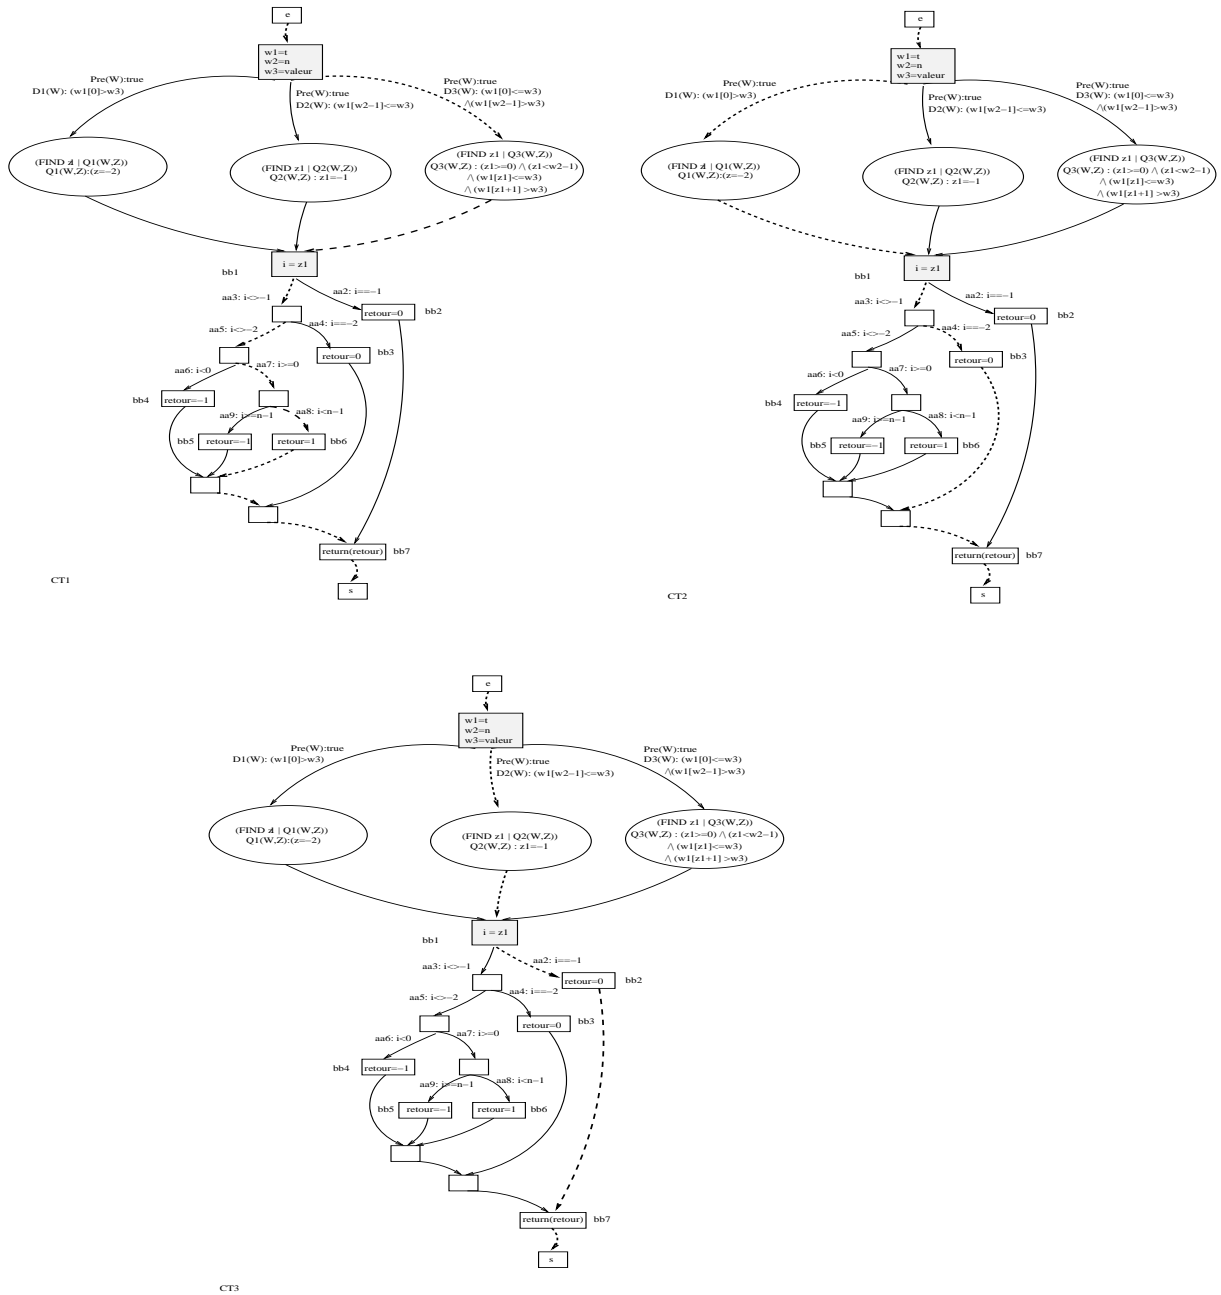 e
w1=t
w2=n
w3=valeur
Pre(W):true
D1(W): (w1[0]>w3)
Pre(W):true
D2(W): (w1[w2−1]<=w3)
Pre(W):true
D3(W): (w1[0]<=w3)
/\(w1[w2−1]>w3)
(FIND z1 | Q1(W,Z))
Q1(W,Z):(z=−2)
(FIND z1 | Q2(W,Z))
Q2(W,Z) : z1=−1
(FIND z1 | Q3(W,Z))
Q3(W,Z) : (z1>=0) /\ (z1<w2−1)
/\ (w1[z1]<=w3)
/\ (w1[z1+1] >w3)
i = z1
bb1
aa3: i<>−1
aa2: i==−1
retour=0
bb2
aa5: i<>−2
aa4: i==−2
retour=0
bb3
aa6: i<0
aa7: i>=0
bb4
retour=−1
aa9: i>=n−1
aa8: i<n−1
bb5
retour=−1
retour=1
bb6
return(retour)
bb7
s
CT1
e
w1=t
w2=n
w3=valeur
Pre(W):true
D1(W): (w1[0]>w3)
Pre(W):true
D2(W): (w1[w2−1]<=w3)
Pre(W):true
D3(W): (w1[0]<=w3)
/\(w1[w2−1]>w3)
(FIND z1 | Q1(W,Z))
Q1(W,Z):(z=−2)
(FIND z1 | Q2(W,Z))
Q2(W,Z) : z1=−1
(FIND z1 | Q3(W,Z))
Q3(W,Z) : (z1>=0) /\ (z1<w2−1)
/\ (w1[z1]<=w3)
/\ (w1[z1+1] >w3)
i = z1
bb1
aa3: i<>−1
aa2: i==−1
retour=0
bb2
aa5: i<>−2
aa4: i==−2
retour=0
bb3
aa6: i<0
aa7: i>=0
bb4
retour=−1
aa9: i>=n−1
aa8: i<n−1
bb5
retour=−1
retour=1
bb6
return(retour)
bb7
s
CT2
e
w1=t
w2=n
w3=valeur
Pre(W):true
D1(W): (w1[0]>w3)
Pre(W):true
D2(W): (w1[w2−1]<=w3)
Pre(W):true
D3(W): (w1[0]<=w3)
/\(w1[w2−1]>w3)
(FIND z1 | Q1(W,Z))
Q1(W,Z):(z=−2)
(FIND z1 | Q2(W,Z))
Q2(W,Z) : z1=−1
(FIND z1 | Q3(W,Z))
Q3(W,Z) : (z1>=0) /\ (z1<w2−1)
/\ (w1[z1]<=w3)
/\ (w1[z1+1] >w3)
i = z1
bb1
aa3: i<>−1
aa2: i==−1
retour=0
bb2
aa5: i<>−2
aa4: i==−2
retour=0
bb3
aa6: i<0
aa7: i>=0
bb4
retour=−1
aa9: i>=n−1
aa8: i<n−1
bb5
retour=−1
retour=1
bb6
return(retour)
bb7
s
CT3